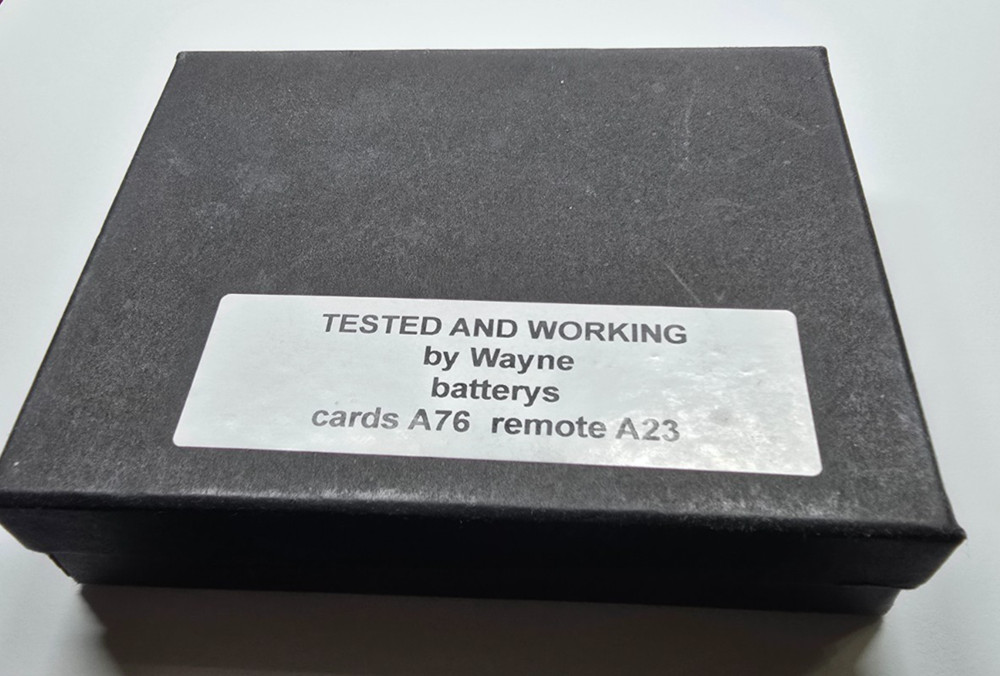 TESTED AND WORKING
by Wayne
batterys
cards A76 remote A23